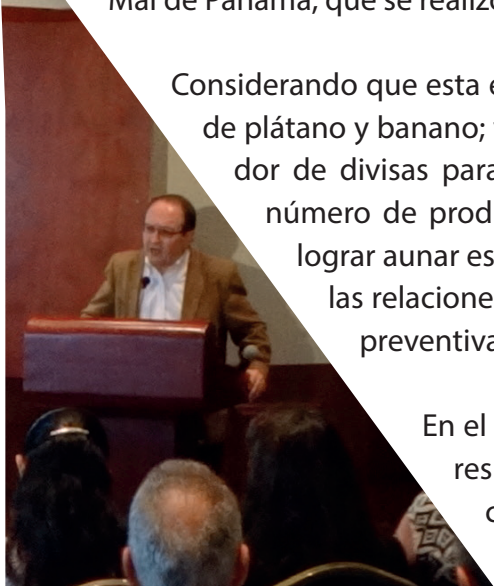 Mal de Panamá, que se realizó
Considerando que esta e
de plátano y banano;
dor de divisas para
número de prod
lograr aunar es
las relacione
preventiva
En el
res